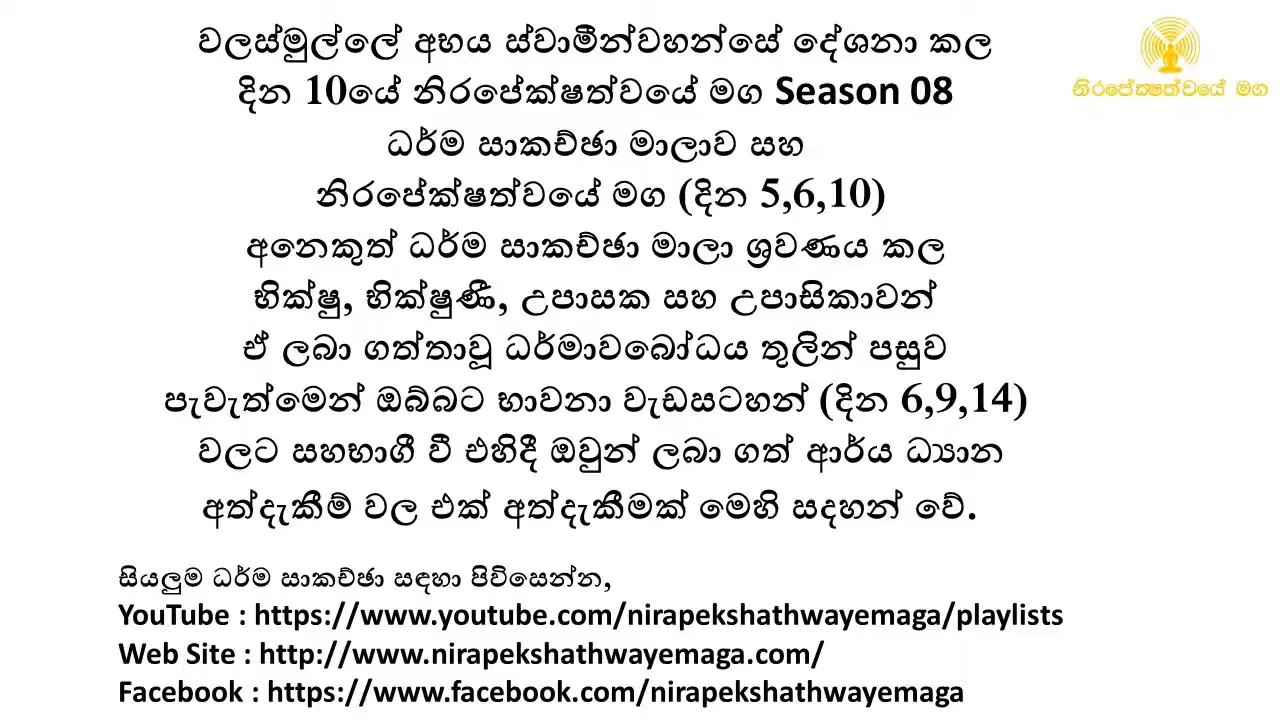 වලස්මුල්ලේ අභය ස්වාමීන්වහන්සේ දේශනා කල
දින 10යේ නිරපේක්ෂත්වයේ මග Season 08
ධර්ම සාකච්ඡා මාලාව සහ
නිරපේක්ෂත්වයේ මග (දින 5,6,10)
අනෙකුත් ධර්ම සාකච්ඡා මාලා ශ්‍රවණය කල
භික්ෂු, භික්ෂුණී, උපාසක සහ උපාසිකාවන්
ඒ ලබා ගත්තාවූ ධර්මාවබෝධය තුලින් පසුව
පැවැත්මෙන් ඔබ්බට භාවනා වැඩසටහන් (දින 6,9,14)
වලට සහභාගී වී එහිදී ඔවුන් ලබා ගත් ආර්ය ධ්‍යාන
අත්දැකීම් වල එක් අත්දැකීමක් මෙහි සදහන් වේ.
නිරපේක්‍ෂත්වයේ මග
සියලුම ධර්ම සාකච්ඡා සඳහා පිවිසෙන්න,
YouTube : https://www.youtube.com/nirapekshathwayemaga/playlists
Web Site : http://www.nirapekshathwayemaga.com/
Facebook : https://www.facebook.com/nirapekshathwayemaga